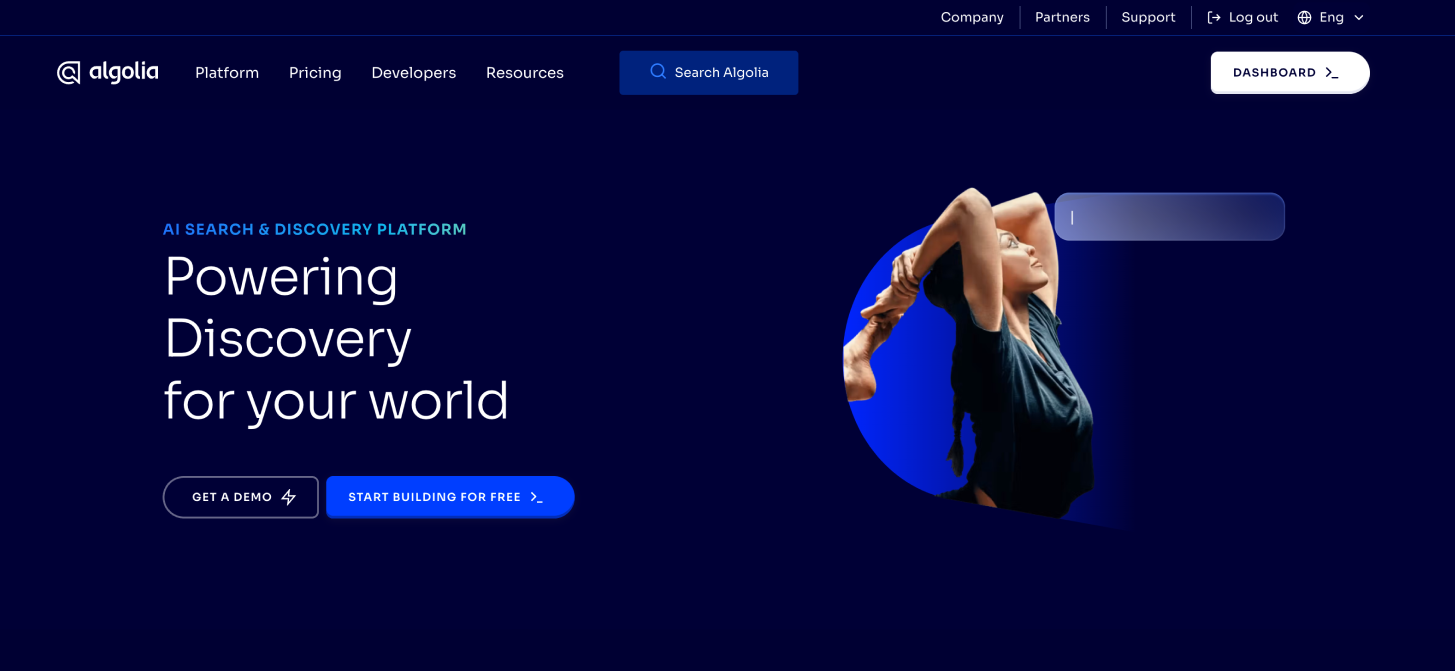 Company
Partners
Support
Log out
Eng
algolia
Platform
Pricing
Developers
Resources
Search Algolia
DASHBOARD
AI SEARCH & DISCOVERY PLATFORM
Powering
Discovery
for your world
GET A DEMO
START BUILDING FOR FREE